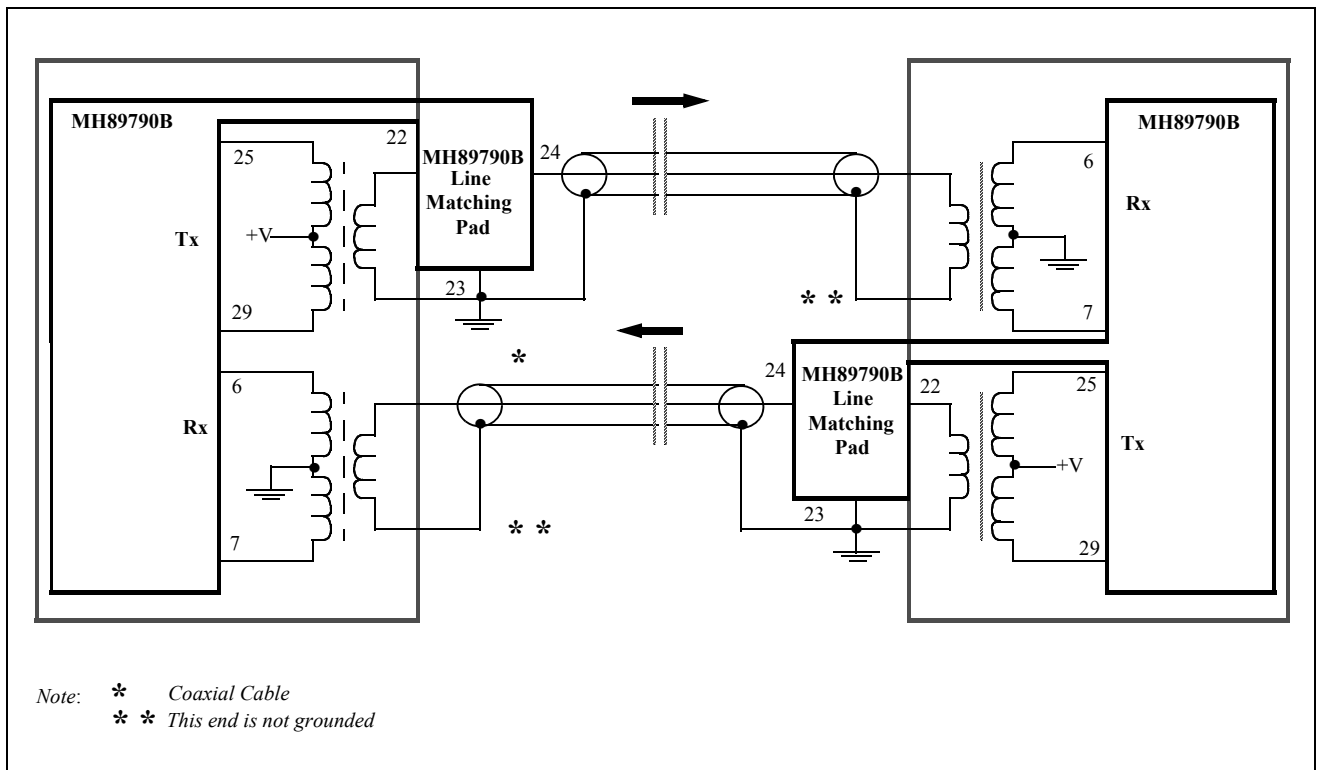 MH89790B
MH89790B
22
24
25
MH89790B
Line
Matching
Pad
6
Tx
+V
Rx
23
29
* *
7
*
24
MH89790B
Line
Matching
Pad
22
25
6
Rx
Tx
+V
23
7
* *
29
Note: * Coaxial Cable
* * This end is not grounded